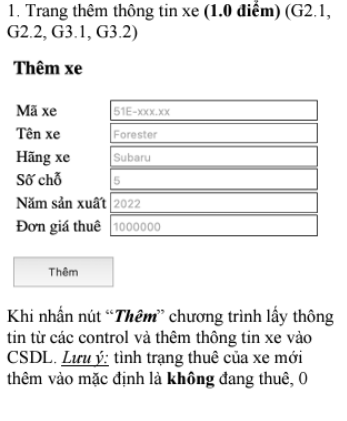 1. Trang thêm thông tin xe (1.0 điểm) (G2.1,
G2.2, G3.1, G3.2)
Thêm xe
Mã xe 51E-xxx.xx
Tên xe Forester
Hãng xe Subaru
Số chỗ 5
Năm sản xuất 2022
Đơn giá thuê 1000000
Thêm
Khi nhấn nút “Thêm” chương trình lấy thông
tin từ các control và thêm thông tin xe vào
CSDL. Lưu ý: tình trạng thuê của xe mới
thêm vào mặc định là không đang thuê, 0